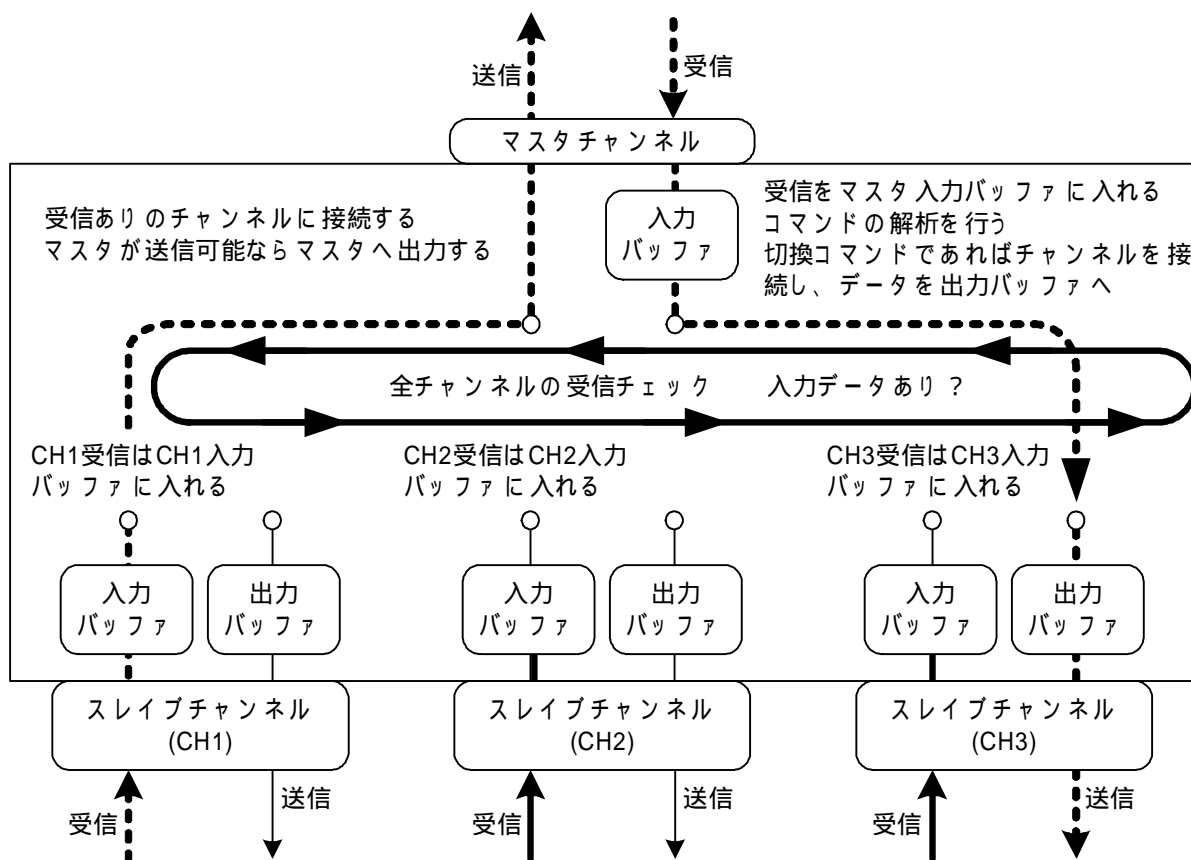 送信
受信
マスタチャンネル
受信ありのチャンネルに接続する
マスタが送信可能ならマスタへ出力する
入力
バッファ
受信をマスタ入力バッファに入れる
コマンドの解析を行う
切換コマンドであればチャンネルを接
続し、データを出力バッファへ
全チャンネルの受信チェック 入力データあり?
CH1受信はCH1入力
バッファに入れる
CH2受信はCH2入力
バッファに入れる
CH3受信はCH3入力
バッファに入れる
入力
バッファ
出力
バッファ
入力
バッファ
出力
バッファ
入力
バッファ
出力
バッファ
スレイブチャンネル
(CH1)
スレイブチャンネル
(CH2)
スレイブチャンネル
(CH3)
受信
送信
受信
送信
受信
送信